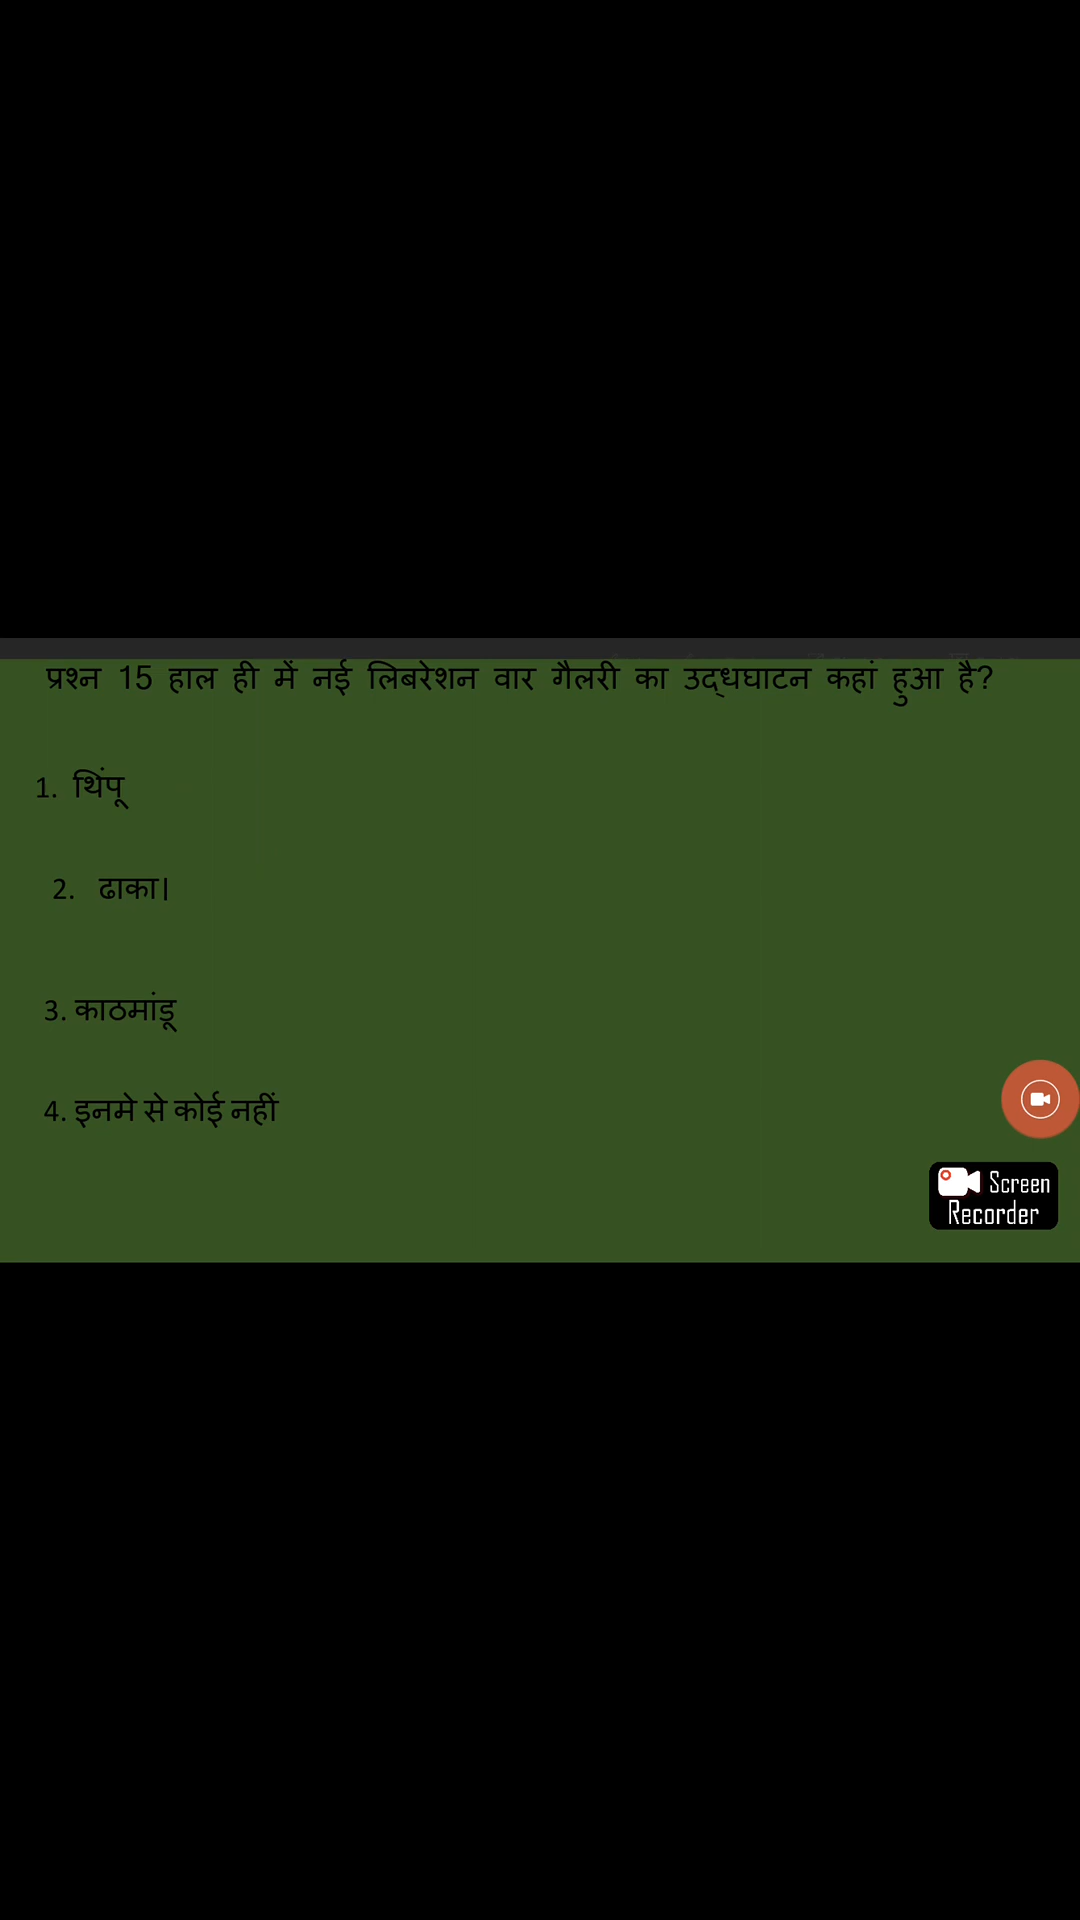 प्रश्न 15 हाल ही में नई लिबरेशन वार गैलरी का उद्धघाटन कहां हुआ है?
1. थिंपू
2. ढाका।
3. काठमांडू
4. इनमे से कोई नहीं
Screen
Recorder